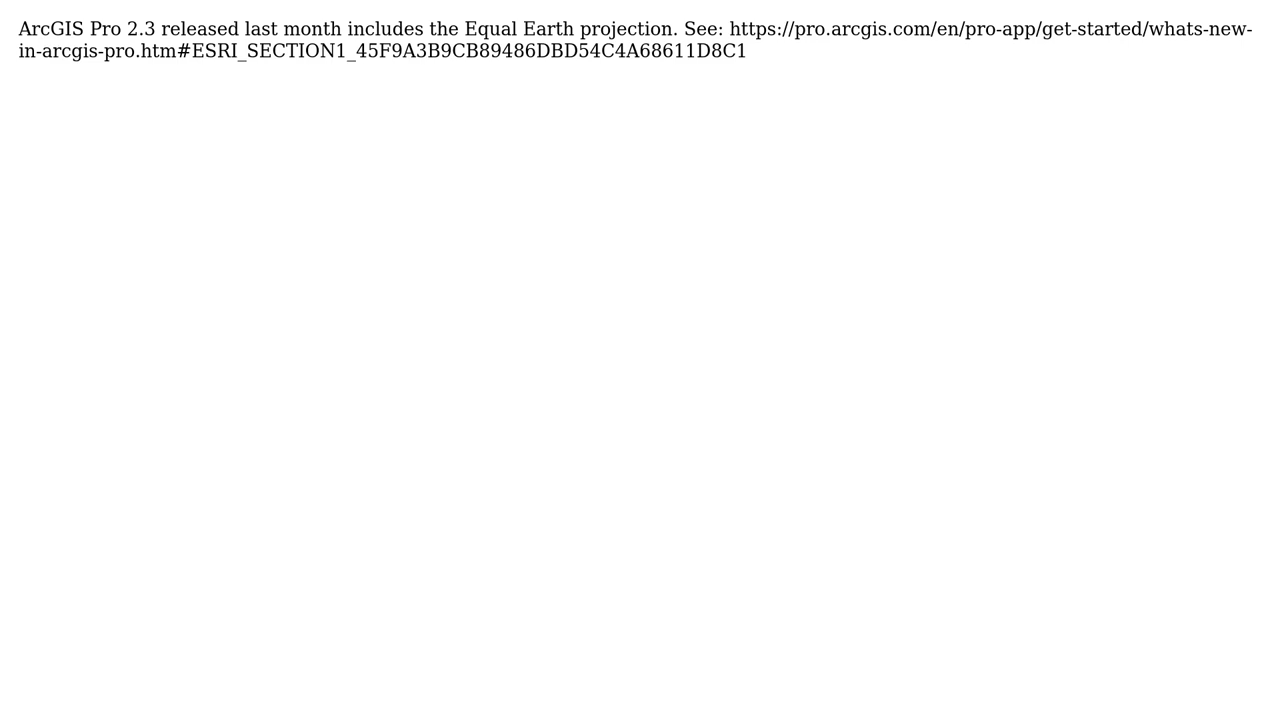 ArcGIS Pro 2.3 released last month includes the Equal Earth projection. See: https://pro.arcgis.com/en/pro-app/get-started/whats-new-
in-arcgis-pro.htm#ESRI_SECTION1_45F9A3B9CB89486DBD54C4A68611D8C1